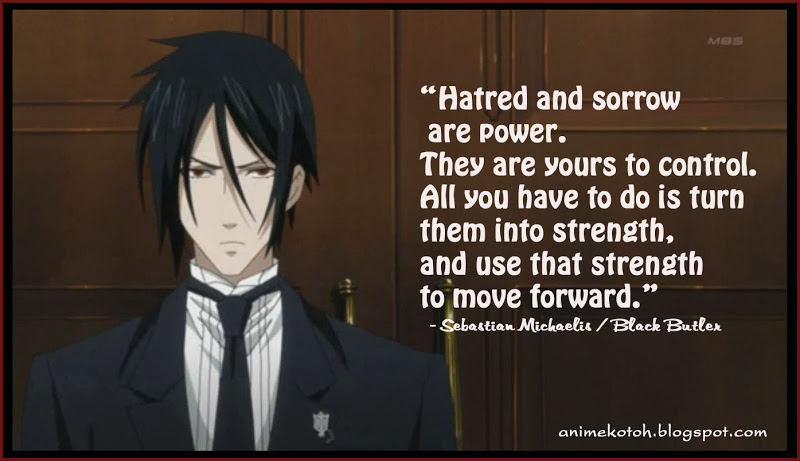 MBS
“Hatred and sorrow
are power.
They are yours to control.
All you have to do is turn
them into strength,
and use that strength
to move forward.”
- Sebastian Michaelis / Black Butler
animekotoh.blogspot.com